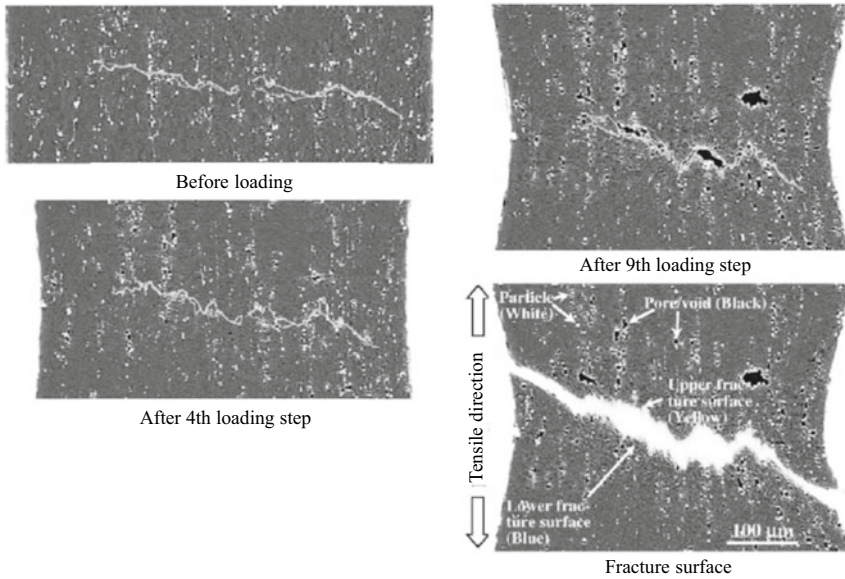 Before loading
After 4th loading step
After 9th loading step
Tensile direction
Particle
(White)
Pore/void (Black)
Upper frac-
ture surface
(Yellow)
Lower frac-
ture surface
(Blue)
100 μm
Fracture surface